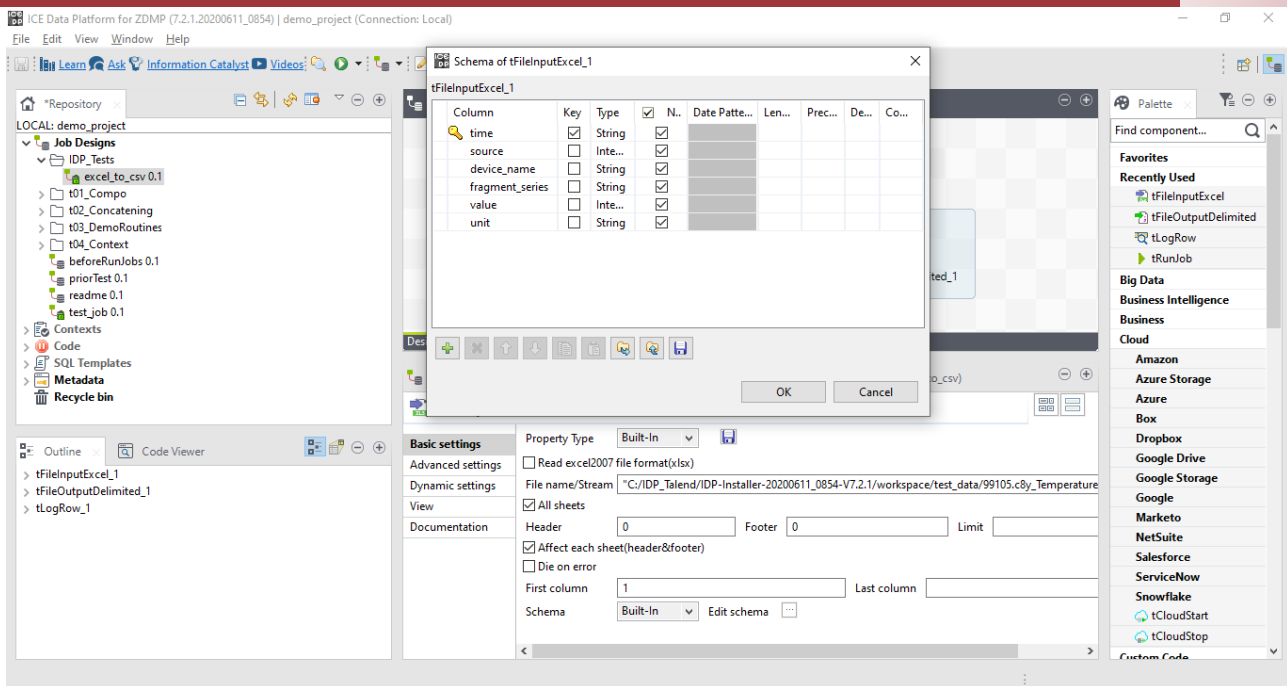 ICE Data Platform for ZDMP (7.2.1.20200611_0854) | demo_project (Connection: Local)
File Edit View Window Help
Learn Ask Information Catalyst Videos
*Repository
LOCAL: demo_project
Job Designs
IDP_Tests
excel_to_csv 0.1
t01_Compo
t02_Concatening
t03_DemoRoutines
t04_Context
beforeRunJobs 0.1
priorTest 0.1
readme 0.1
test_job 0.1
Contexts
Code
SQL Templates
Metadata
Recycle bin
Outline Code Viewer
tFileInputExcel_1
tFileOutputDelimited_1
tLogRow_1
Schema of tFileInputExcel_1
tFileInputExcel_1
Column Key Type N.. Date Patte... Len... Prec... De... Co...
time String
source Inte...
device_name String
fragment_series String
value Inte...
unit String
OK Cancel
ted_1
Des
o_csv)
Basic settings
Advanced settings
Dynamic settings
View
Documentation
Property Type Built-In
Read excel2007 file format(xlsx)
File name/Stream "C:/IDP_Talend/IDP-Installer-20200611_0854-V7.2.1/workspace/test_data/99105.c8y_Temperature
All sheets
Header 0 Footer 0 Limit
Affect each sheet(header&footer)
Die on error
First column 1 Last column
Schema Built-In Edit schema ...
Palette
Find component...
Favorites
Recently Used
tFileInputExcel
tFileOutputDelimited
tLogRow
tRunJob
Big Data
Business Intelligence
Business
Cloud
Amazon
Azure Storage
Azure
Box
Dropbox
Google Drive
Google Storage
Google
Marketo
NetSuite
Salesforce
ServiceNow
Snowflake
tCloudStart
tCloudStop
Custom Code